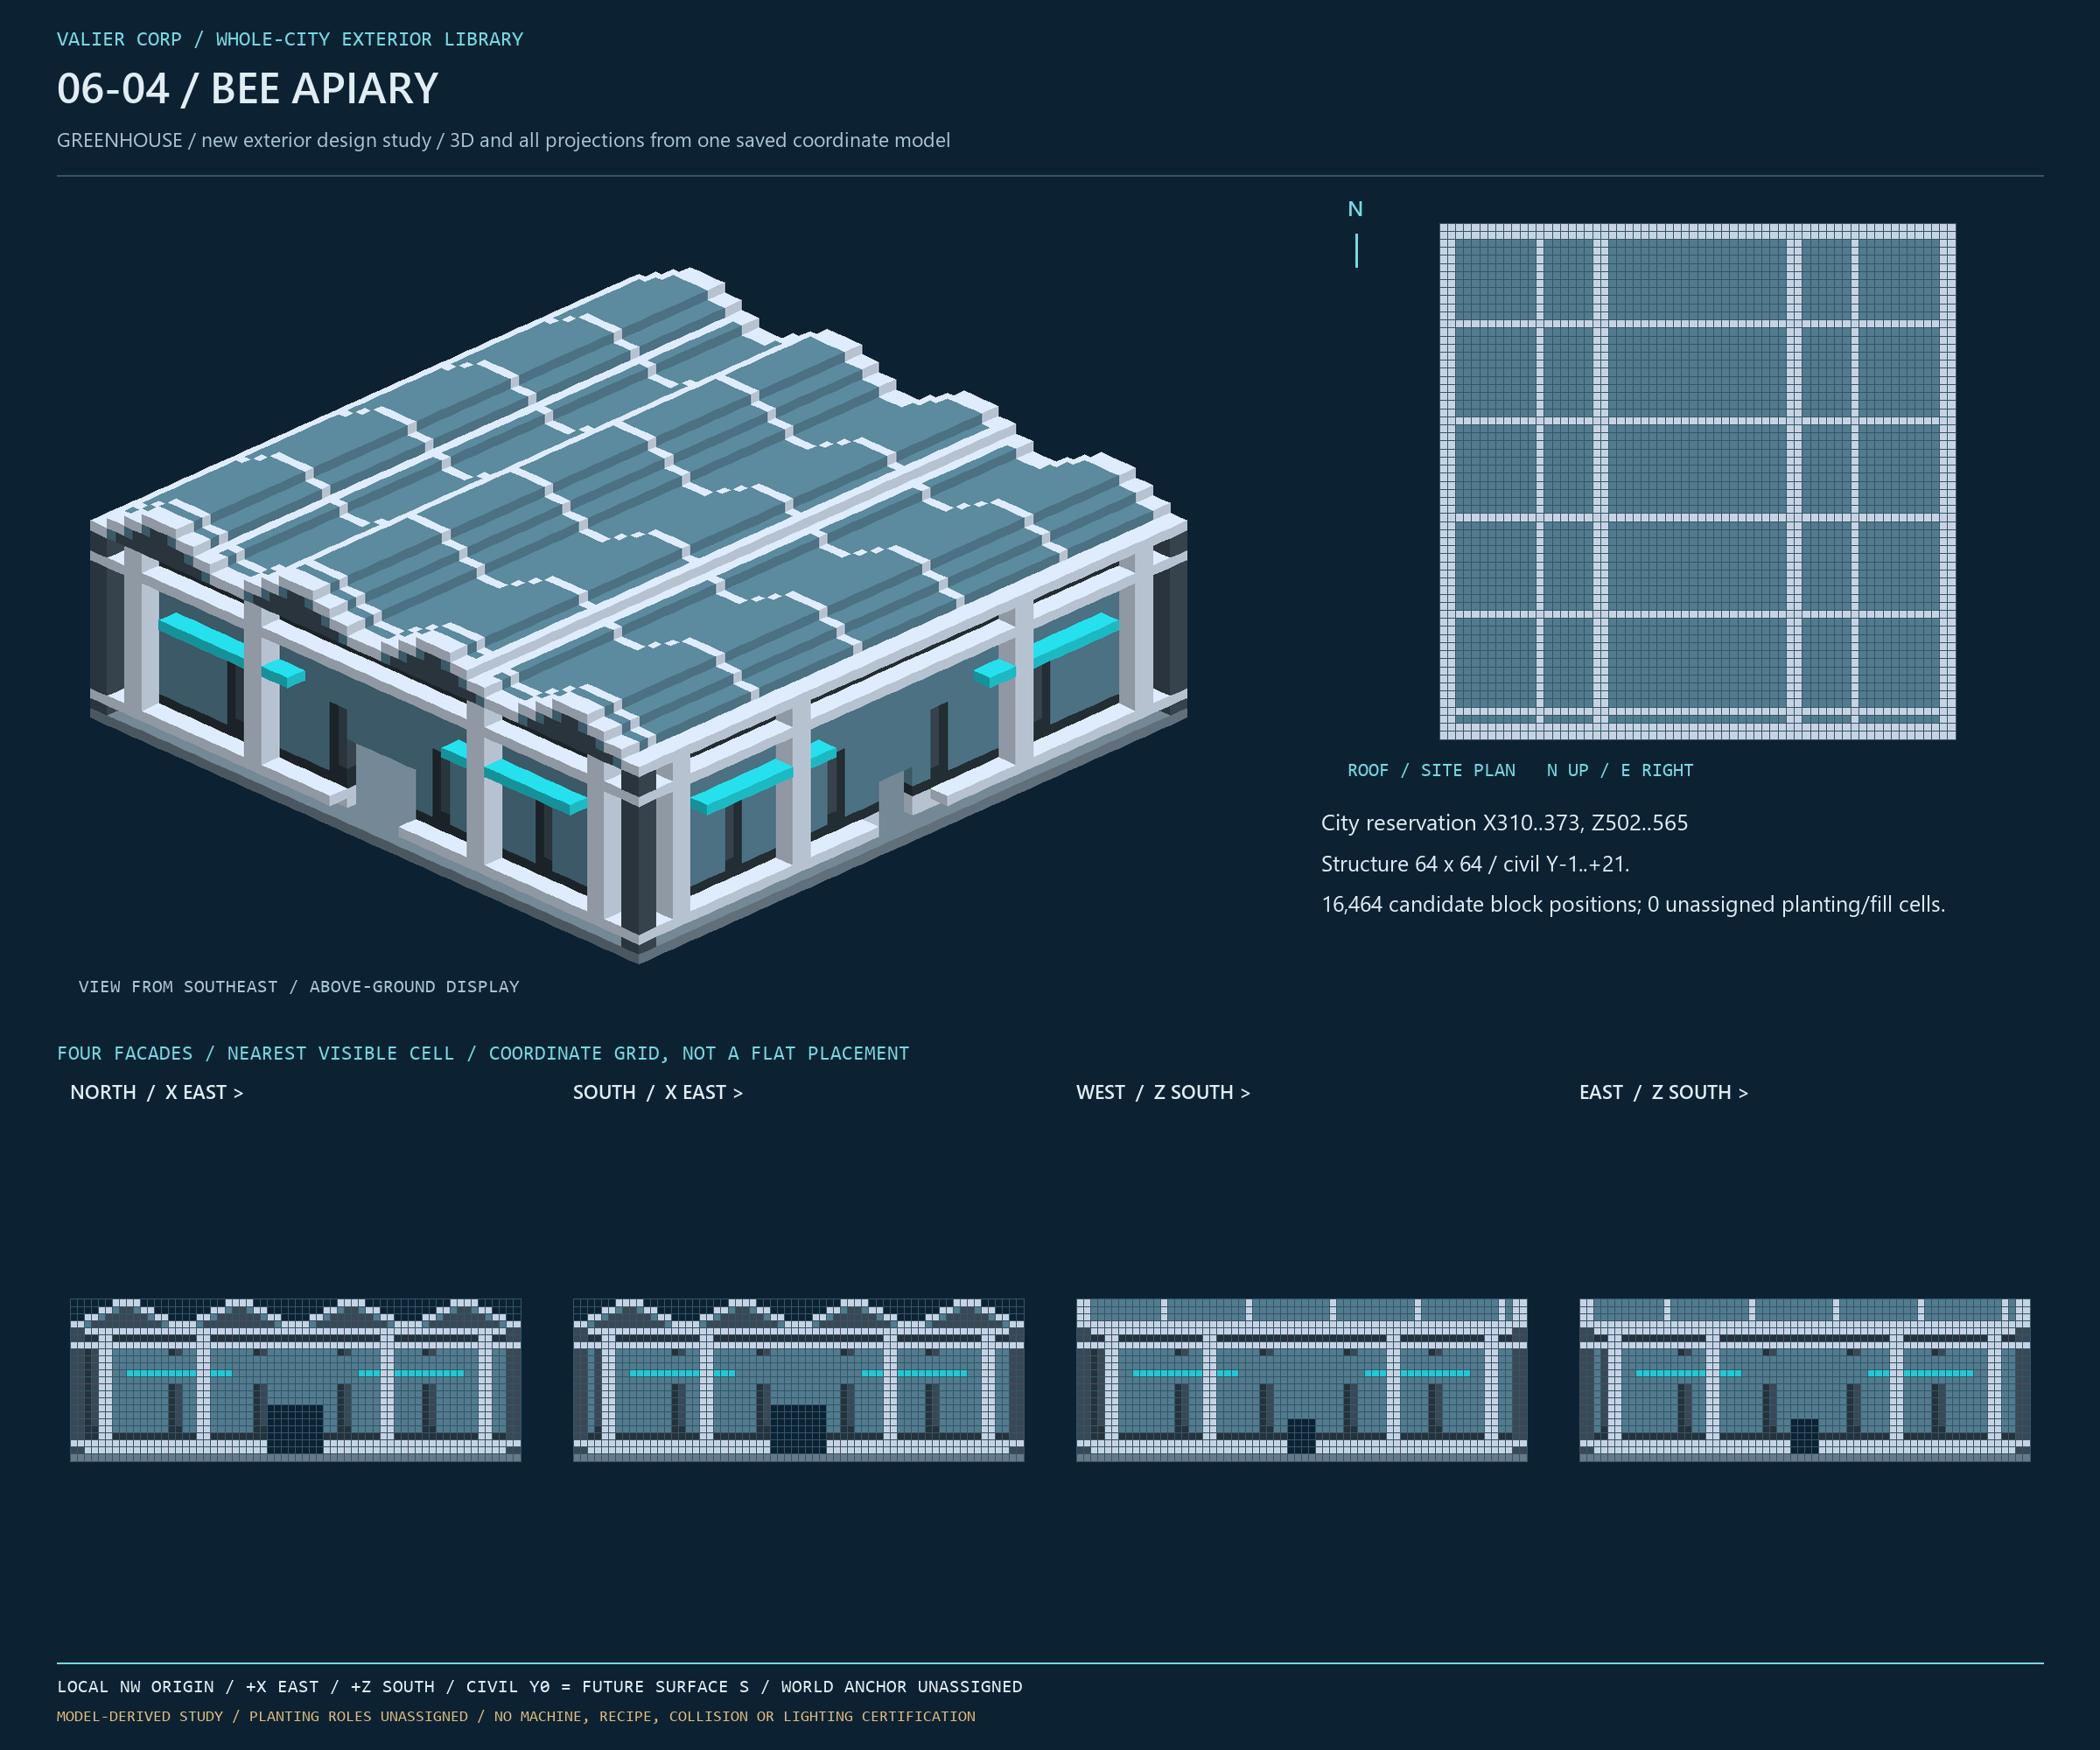 VALIER CORP / WHOLE-CITY EXTERIOR LIBRARY
06-04 / BEE APIARY
GREENHOUSE / new exterior design study / 3D and all projections from one saved coordinate model
N
ROOF / SITE PLAN   N UP / E RIGHT
City reservation X310..373, Z502..565
Structure 64 x 64 / civil Y-1..+21.
16,464 candidate block positions; 0 unassigned planting/fill cells.
VIEW FROM SOUTHEAST / ABOVE-GROUND DISPLAY
FOUR FACADES / NEAREST VISIBLE CELL / COORDINATE GRID, NOT A FLAT PLACEMENT
NORTH / X EAST >
SOUTH / X EAST >
WEST / Z SOUTH >
EAST / Z SOUTH >
LOCAL NW ORIGIN / +X EAST / +Z SOUTH / CIVIL Y0 = FUTURE SURFACE S / WORLD ANCHOR UNASSIGNED
MODEL-DERIVED STUDY / PLANTING ROLES UNASSIGNED / NO MACHINE, RECIPE, COLLISION OR LIGHTING CERTIFICATION